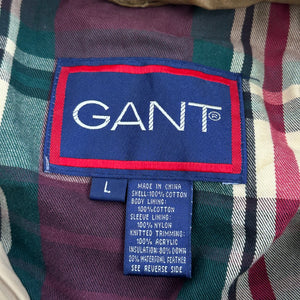 GANT®
L
MADE IN CHINA
SHELL: 100% COTTON
BODY LINING:
100% COTTON
SLEEVE LINING:
100% NYLON
KNITTED TRIMMING:
100% ACRYLIC
INSULATION: 80% DOWN
20% WATERFOWL FEATHER
SEE REVERSE SIDE